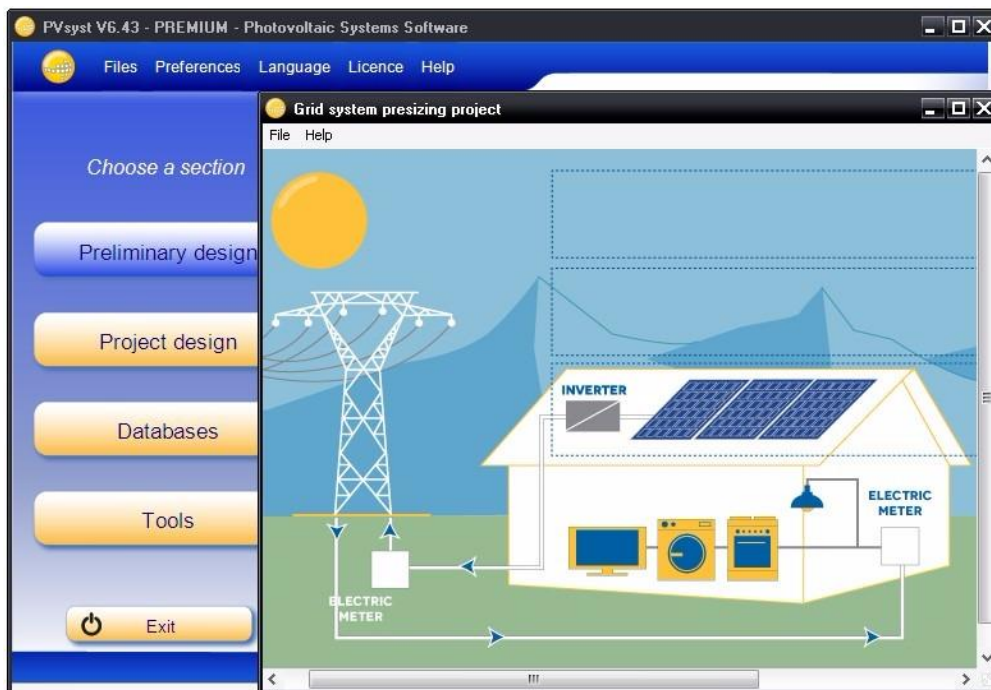 PVsyst V6.43 - PREMIUM - Photovoltaic Systems Software
Files Preferences Language Licence Help
Grid system presizing project
File Help
Choose a section
Preliminary design
Project design
Databases
Tools
Exit
INVERTER
ELECTRIC
METER
ELECTRIC
METER